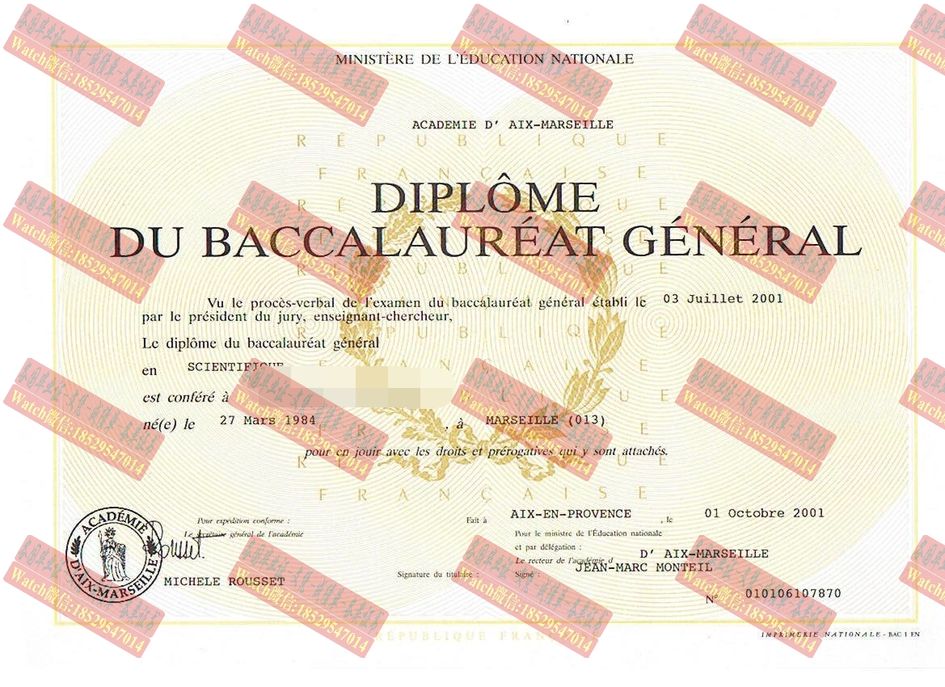 MINISTÈRE DE L'ÉDUCATION NATIONALE
ACADEMIE D' AIX-MARSEILLE
RÉPUBLIQUE
FRANÇAISE
DIPLÔME
DU BACCALAURÉAT GÉNÉRAL
Vu le procès-verbal de l'examen du baccalauréat général établi le 03 Juillet 2001
par le président du jury, enseignant-chercheur,
Le diplôme du baccalauréat général
en SCIENTIFIQUE
est conféré à
né(e) le 27 Mars 1984 , à MARSEILLE (013)
pour en jouir avec les droits et prérogatives qui y sont attachés.
FRANÇAISE
Pour expédition conforme :
Le secrétaire général de l'académie
ACADÉMIE
D'AIX-MARSEILLE
MICHELE ROUSSET
Fait à AIX-EN-PROVENCE , le 01 Octobre 2001
Pour le ministre de l'Éducation nationale
et par délégation :
Le recteur de l'académie d D' AIX-MARSEILLE
Signature du titulaire : Signé : JEAN-MARC MONTEIL
N° 010106107870
IMPRIMERIE NATIONALE - BAC 1 EN
Watch微信:18529547014